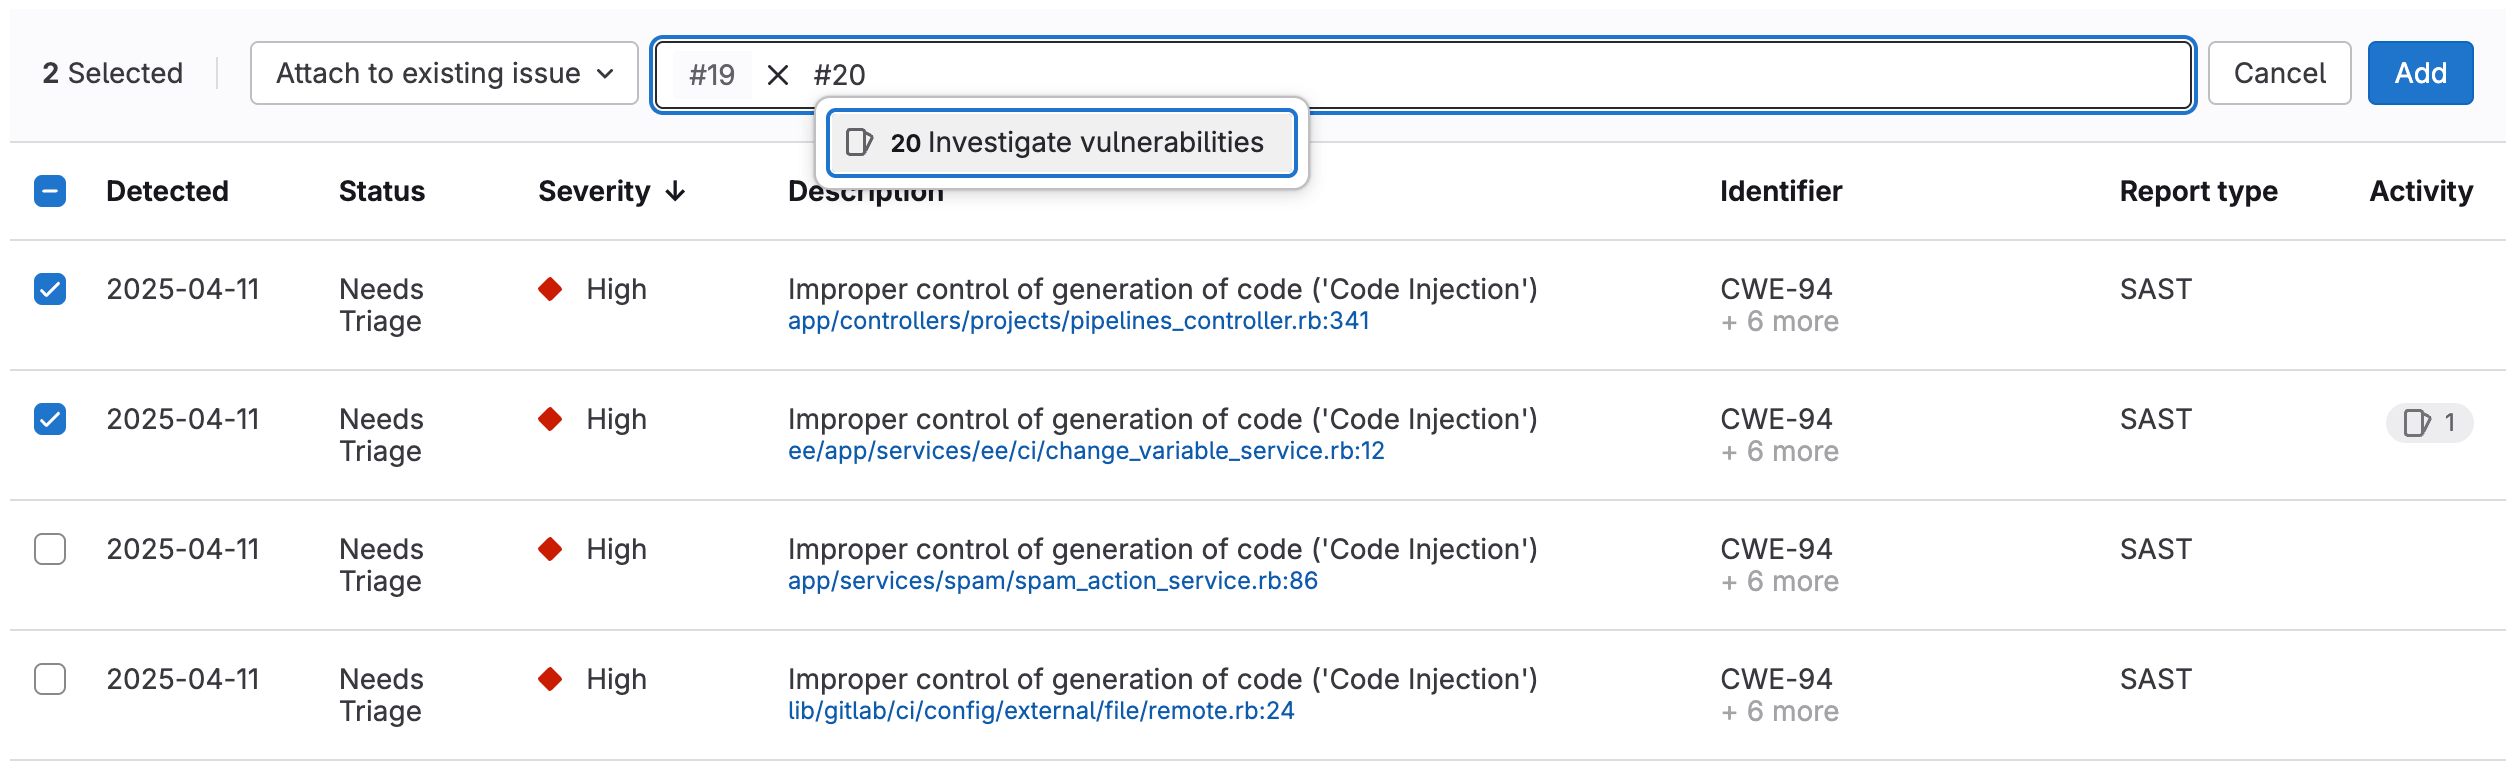 2 Selected Attach to existing issue #19 #20 Cancel Add
20 Investigate vulnerabilities
Detected Status Severity Description Identifier Report type Activity
2025-04-11 Needs Triage High Improper control of generation of code ('Code Injection') CWE-94 SAST
app/controllers/projects/pipelines_controller.rb:341 + 6 more
2025-04-11 Needs Triage High Improper control of generation of code ('Code Injection') CWE-94 SAST 1
ee/app/services/ee/ci/change_variable_service.rb:12 + 6 more
2025-04-11 Needs Triage High Improper control of generation of code ('Code Injection') CWE-94 SAST
app/services/spam/spam_action_service.rb:86 + 6 more
2025-04-11 Needs Triage High Improper control of generation of code ('Code Injection') CWE-94 SAST
lib/gitlab/ci/config/external/file/remote.rb:24 + 6 more